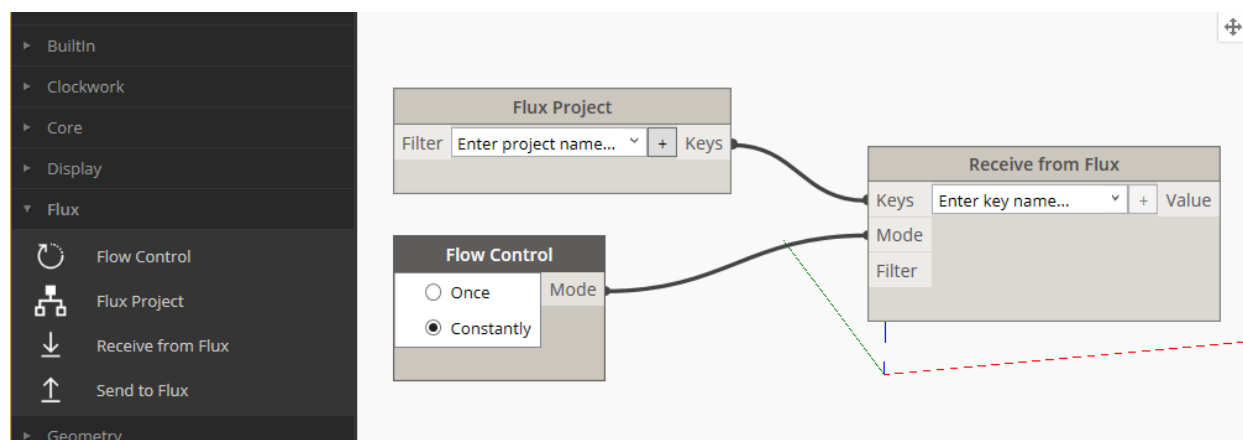 BuiltIn
Clockwork
Core
Display
Flux
Flow Control
Flux Project
Receive from Flux
Send to Flux
Geometry
Flux Project
Filter Enter project name... + Keys
Flow Control
Once Mode
Constantly
Receive from Flux
Keys Enter key name... + Value
Mode
Filter